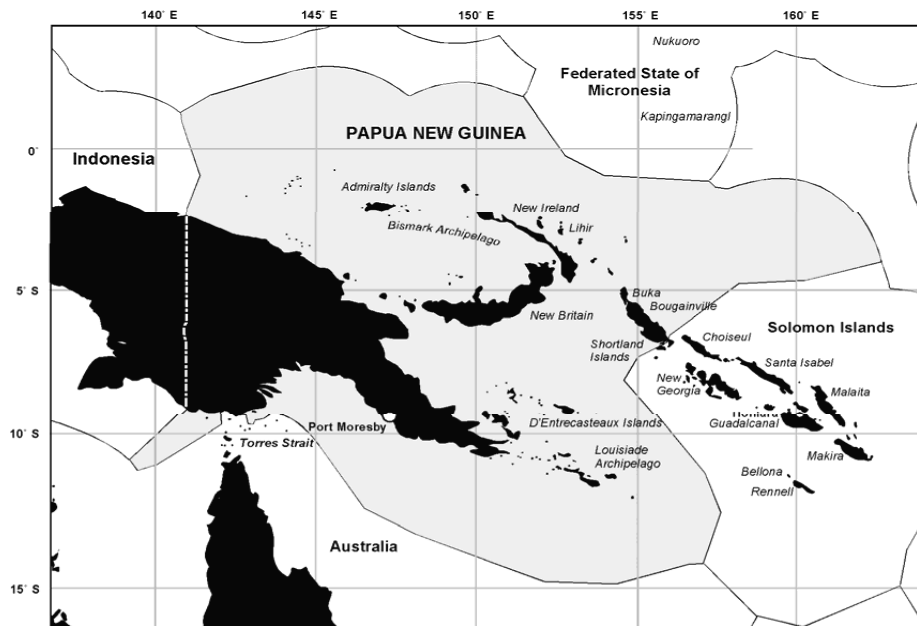 140° E 145° E 150° E 155° E 160° E
Nukuoro
Federated State of
Micronesia
Kapingamarangl
PAPUA NEW GUINEA
0°
Indonesia
Admiralty Islands
New Ireland
Lihir
Bismark Archipelago
5° S
Buka
Bougainville
New Britain
Solomon Islands
Choiseul
Shortland
Islands
Santa Isabel
New
Georgia
Malaita
Honiara
Guadalcanal
D'Entrecasteaux Islands
Port Moresby
10° S
Torres Strait
Louisiade
Archipelago
Makira
Bellona
Rennell
Australia
15° S